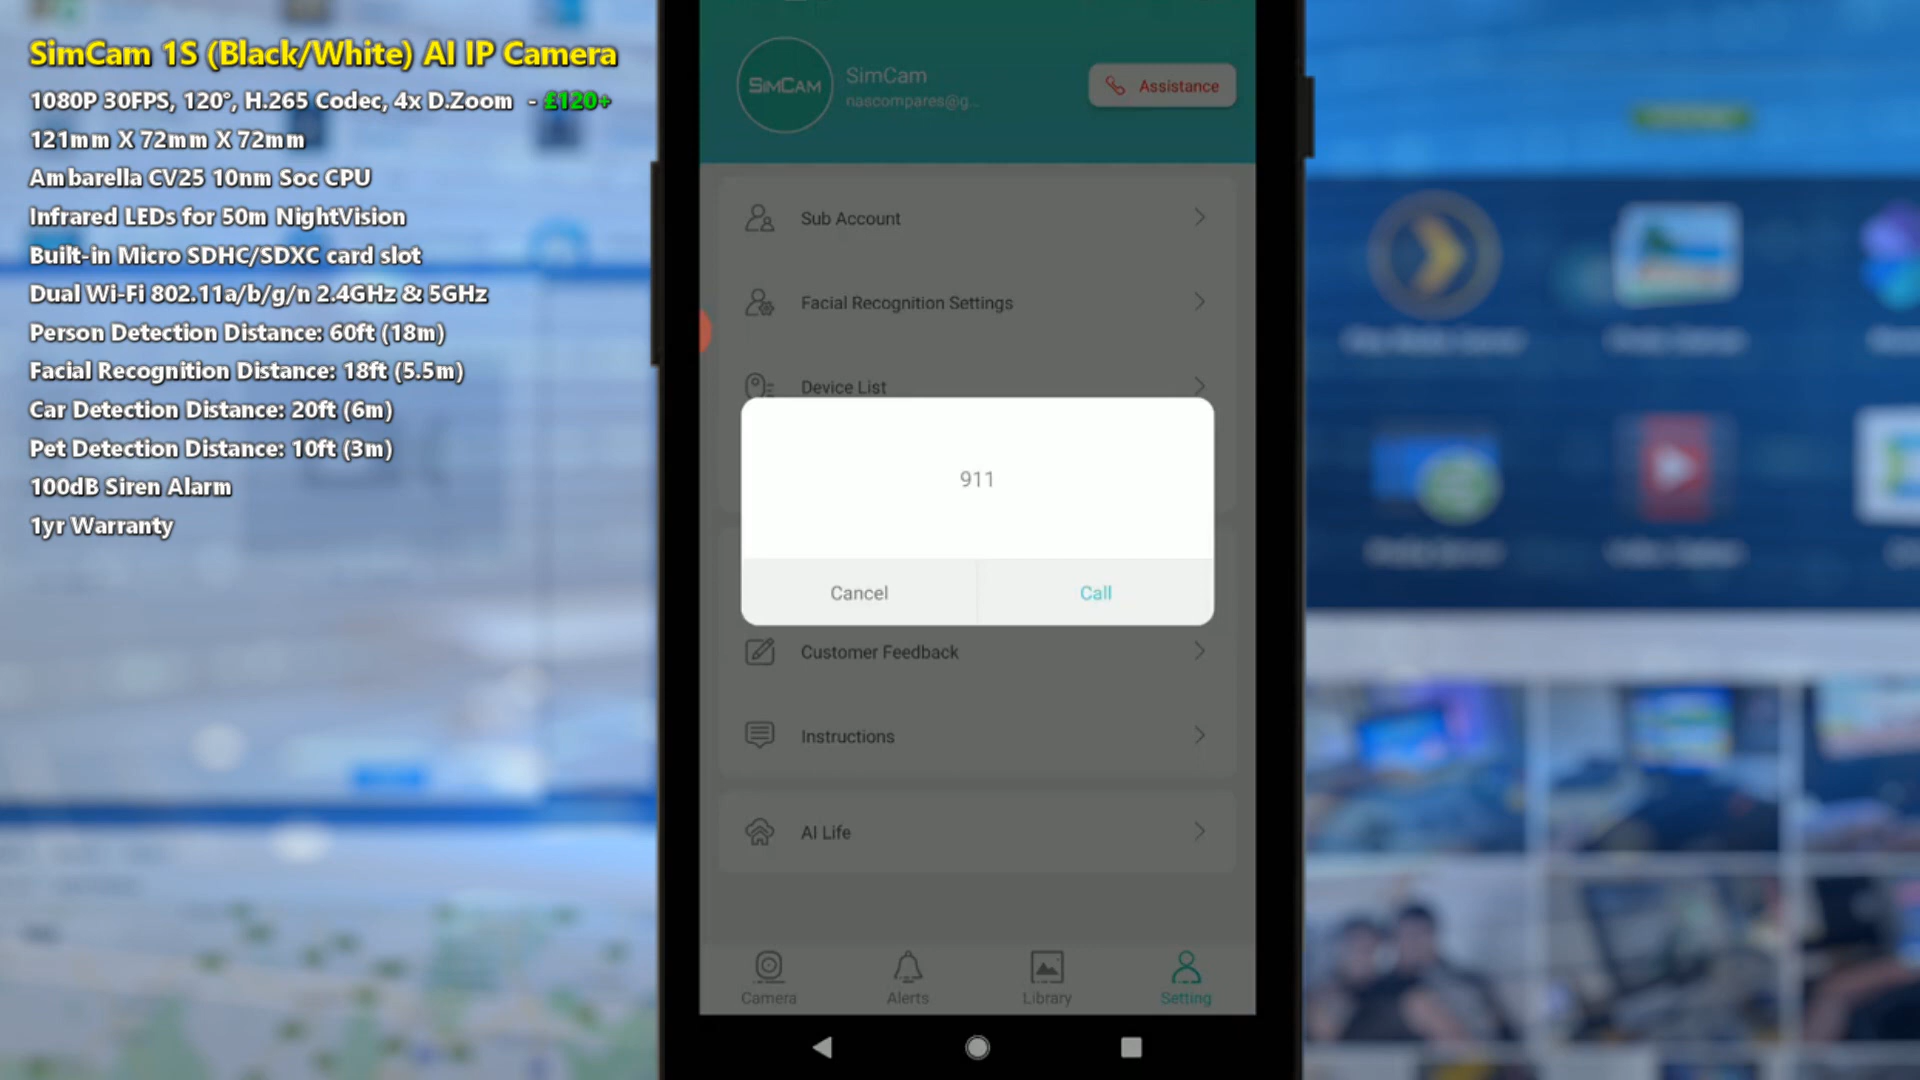 SimCam 1S (Black/White) AI IP Camera
1080P 30FPS, 120°, H.265 Codec, 4x D.Zoom - £120+
121mm X 72mm X 72mm
Ambarella CV25 10nm Soc CPU
Infrared LEDs for 50m NightVision
Built-in Micro SDHC/SDXC card slot
Dual Wi-Fi 802.11a/b/g/n 2.4GHz & 5GHz
Person Detection Distance: 60ft (18m)
Facial Recognition Distance: 18ft (5.5m)
Car Detection Distance: 20ft (6m)
Pet Detection Distance: 10ft (3m)
100dB Siren Alarm
1yr Warranty
SIMCAM
SimCam
nascompares@g...
Assistance
Sub Account
Facial Recognition Settings
Device List
911
Cancel
Call
Customer Feedback
Instructions
AI Life
Camera
Alerts
Library
Setting